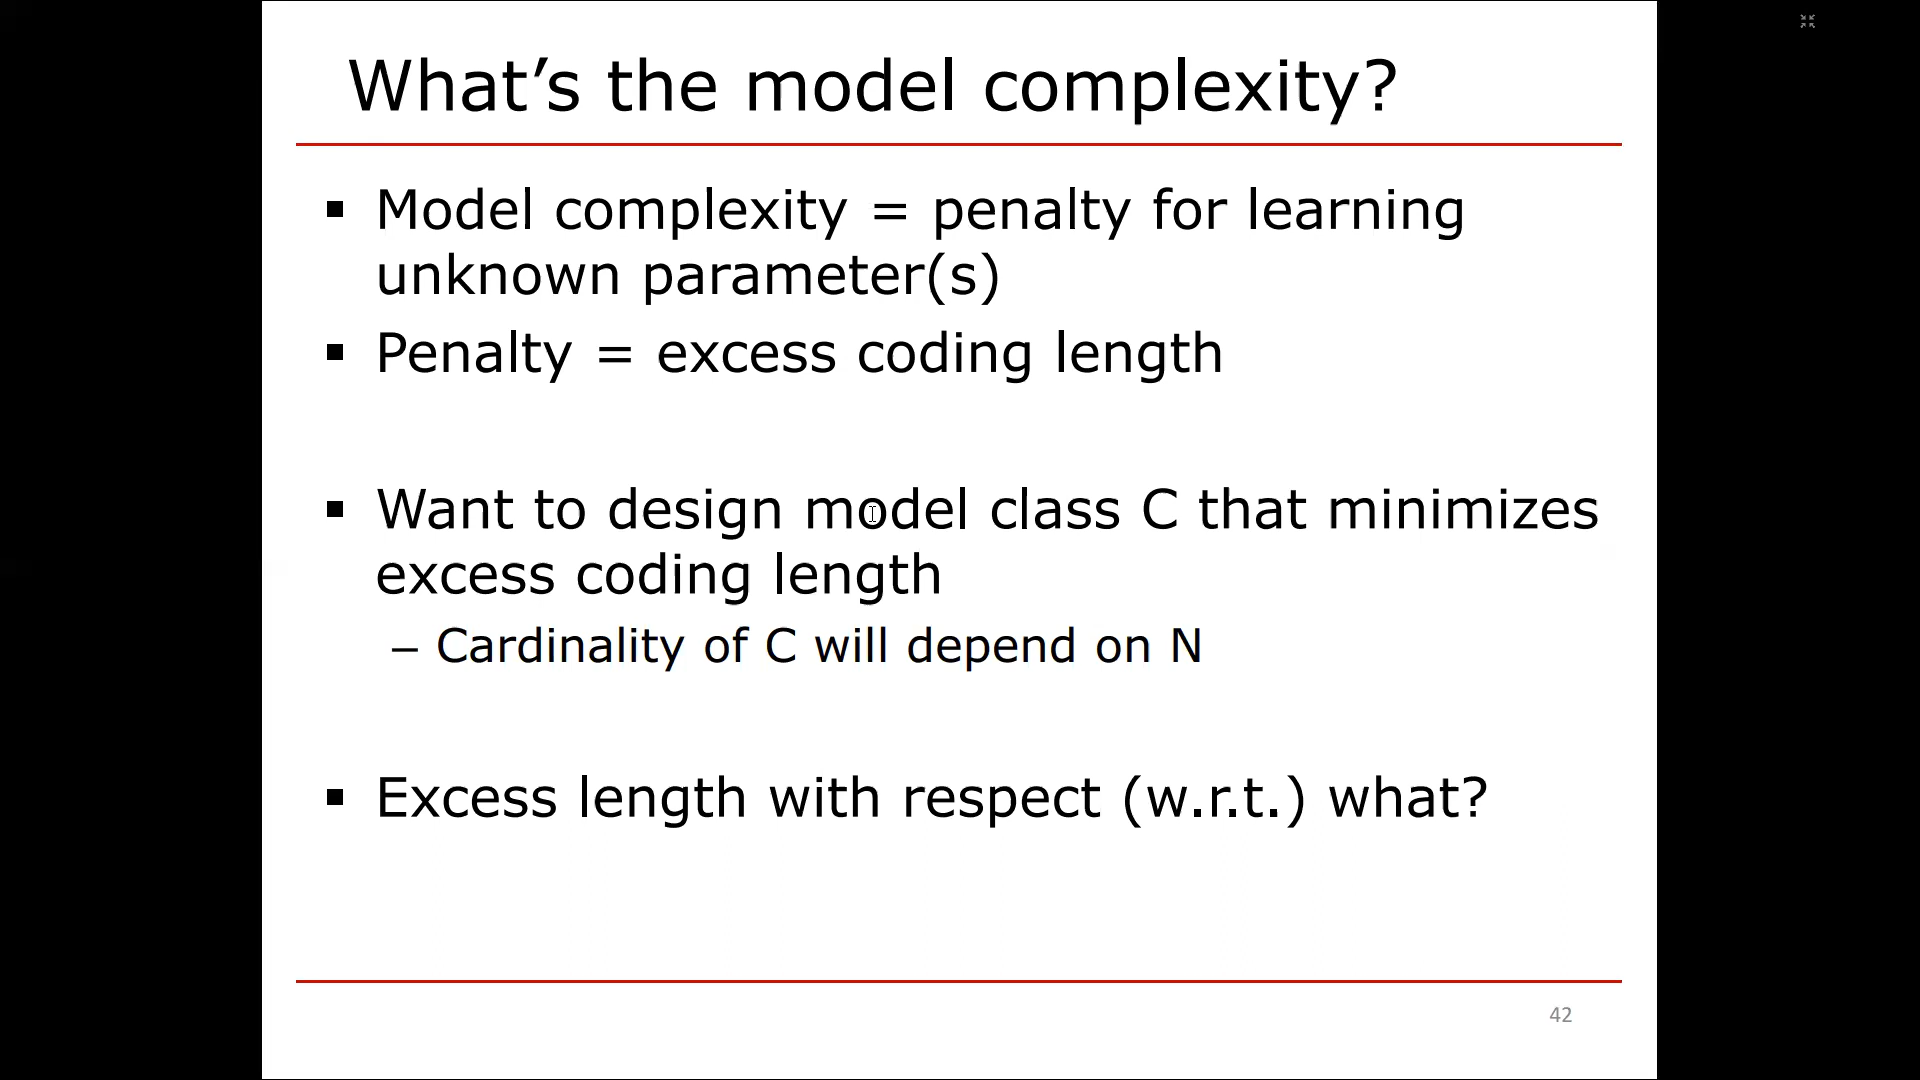 What’s the model complexity?
▪ Model complexity = penalty for learning
unknown parameter(s)
▪ Penalty = excess coding length
▪ Want to design model class C that minimizes
excess coding length
– Cardinality of C will depend on N
▪ Excess length with respect (w.r.t.) what?
42